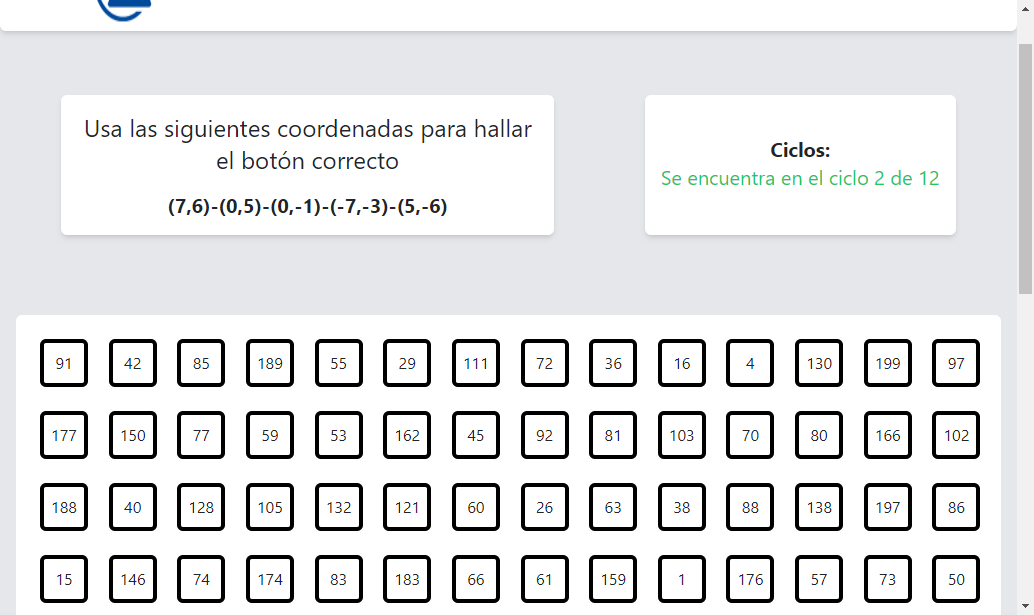 Usa las siguientes coordenadas para hallar
el botón correcto
(7,6)-(0,5)-(0,-1)-(-7,-3)-(5,-6)
Ciclos:
Se encuentra en el ciclo 2 de 12
91 42 85 189 55 29 111 72 36 16 4 130 199 97
177 150 77 59 53 162 45 92 81 103 70 80 166 102
188 40 128 105 132 121 60 26 63 38 88 138 197 86
15 146 74 174 83 183 66 61 159 1 176 57 73 50